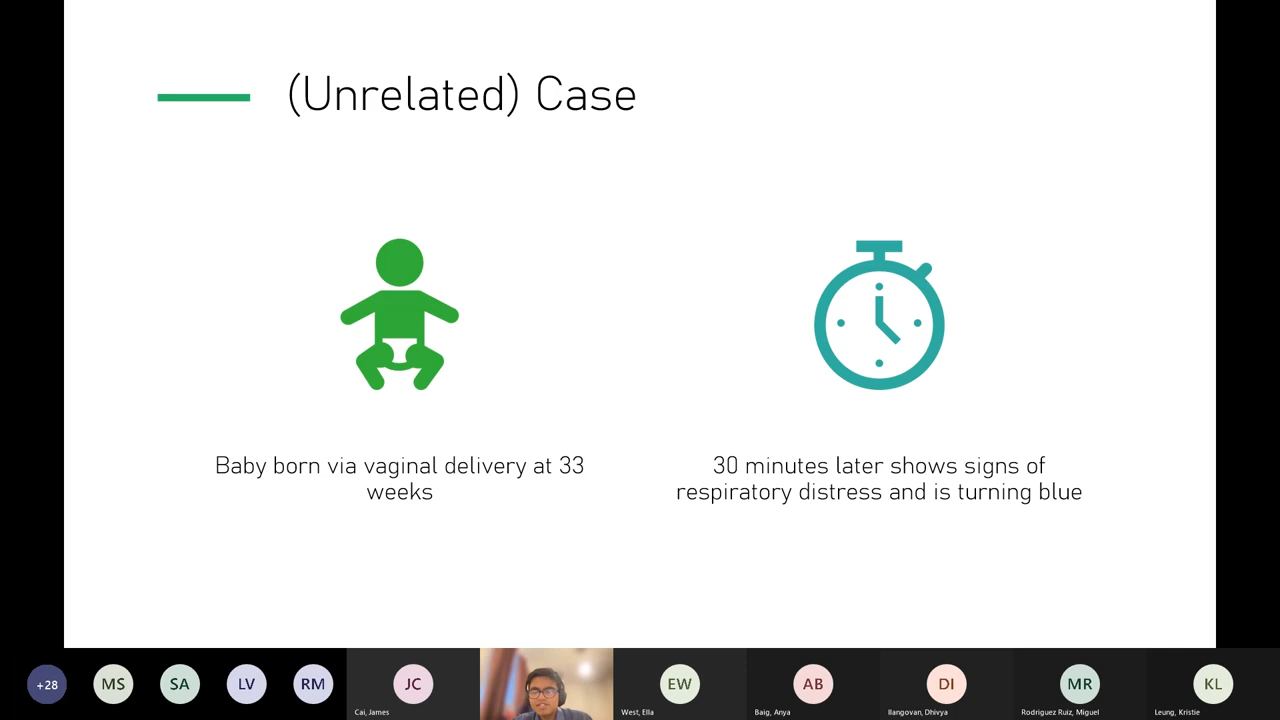 (Unrelated) Case
Baby born via vaginal delivery at 33
weeks
30 minutes later shows signs of
respiratory distress and is turning blue
+28
MS
SA
LV
RM
JC
Cai, James
EW
West, Ella
AB
Baig, Anya
DI
Ilangovan, Dhivya
MR
Rodriguez Ruiz, Miguel
KL
Leung, Kristie